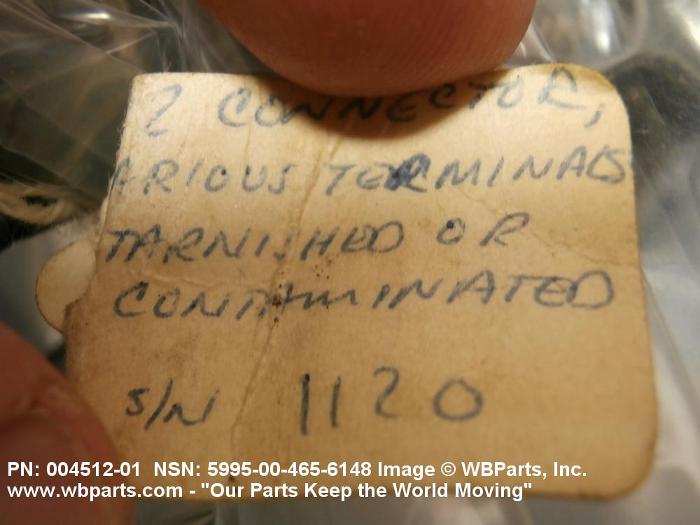 2 CONNECTOR,
ARIOUS TERMINALS
TARNISHED OR
CONTAMINATED
S/N 1120
PN: 004512-01 NSN: 5995-00-465-6148 Image © WBParts, Inc.
www.wbparts.com - "Our Parts Keep the World Moving"